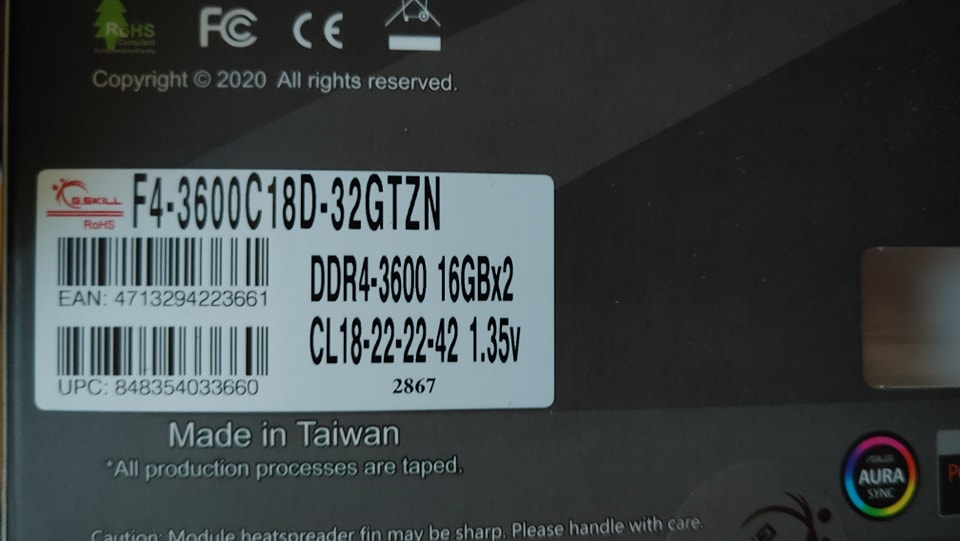 RoHS
FC CE
Copyright © 2020 All rights reserved.
G.SKILL
RoHS
F4-3600C18D-32GTZN
EAN: 4713294223661
DDR4-3600 16GBx2
CL18-22-22-42 1.35v
UPC: 848354033660
2867
Made in Taiwan
*All production processes are taped.
AURA
SYNC
Caution: Module heatspreader fin may be sharp. Please handle with care.